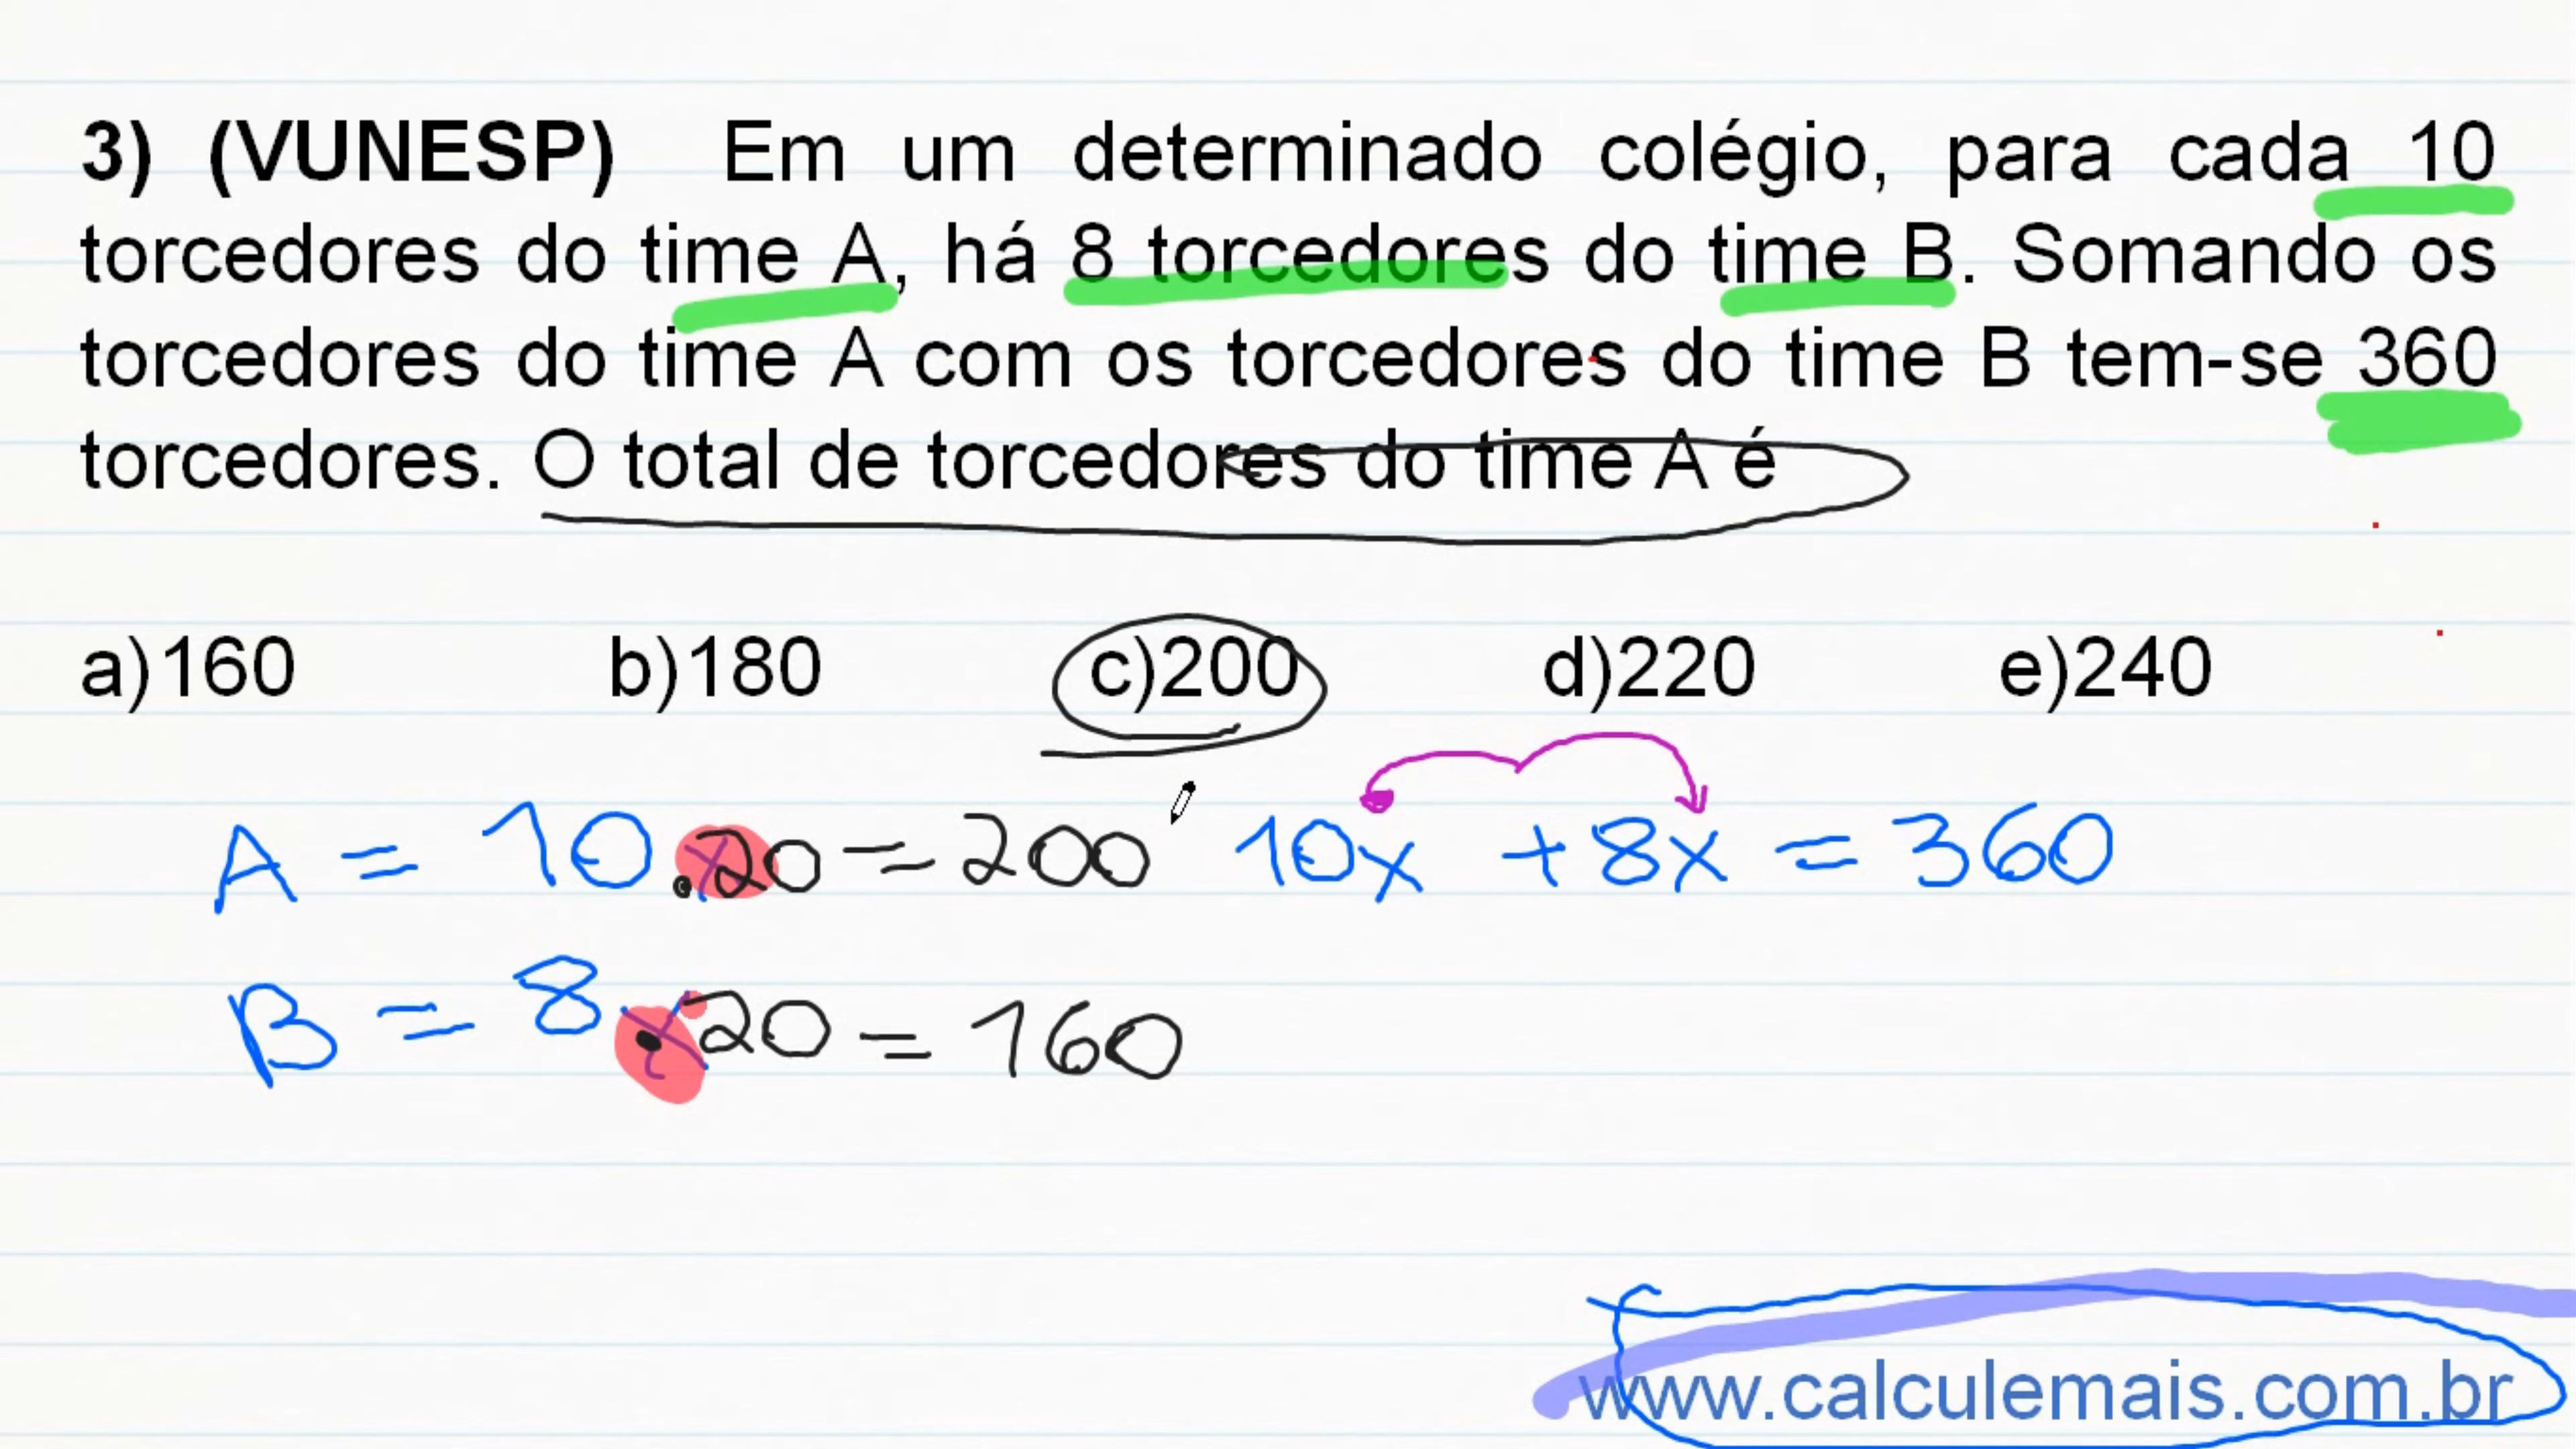 3) (VUNESP) Em um determinado colégio, para cada 10
torcedores do time A, há 8 torcedores do time B. Somando os
torcedores do time A com os torcedores do time B tem-se 360
torcedores. O total de torcedores do time A é
a)160 b)180 c)200 d)220 e)240
A = 10.20 = 200 10x + 8x = 360
B = 8.20 = 160
www.calculemais.com.br